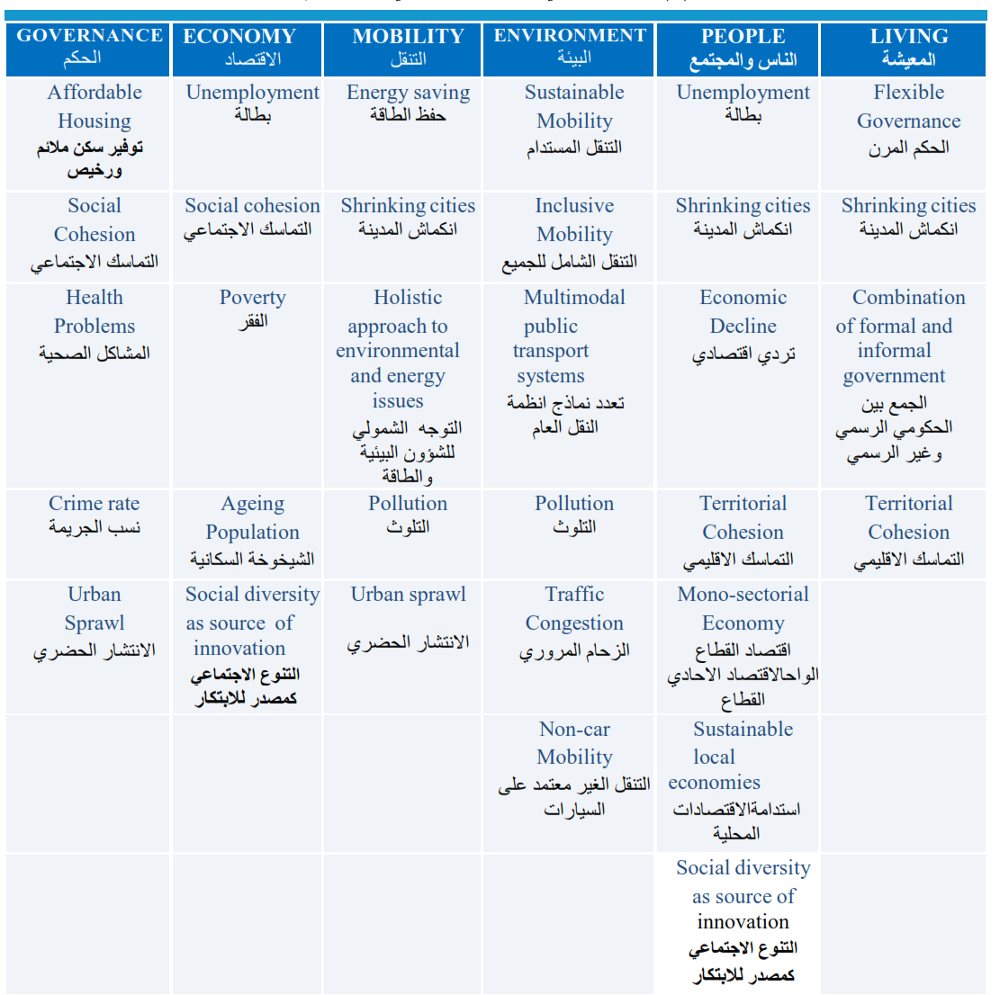 GOVERNANCE
الحكم
ECONOMY
الاقتصاد
MOBILITY
التنقل
ENVIRONMENT
البيئة
PEOPLE
الناس والمجتمع
LIVING
المعيشة
Affordable
Housing
توفير سكن ملائم
ورخيص
Unemployment
بطالة
Energy saving
حفظ الطاقة
Sustainable
Mobility
التنقل المستدام
Unemployment
بطالة
Flexible
Governance
الحكم المرن
Social
Cohesion
التماسك الاجتماعي
Social cohesion
التماسك الاجتماعي
Shrinking cities
انكماش المدينة
Inclusive
Mobility
التنقل الشامل للجميع
Shrinking cities
انكماش المدينة
Shrinking cities
انكماش المدينة
Health
Problems
المشاكل الصحية
Poverty
الفقر
Holistic
approach to
environmental
and energy
issues
التوجه الشمولي
للشؤون البيئية
والطاقة
Multimodal
public
transport
systems
تعدد نماذج انظمة
النقل العام
Economic
Decline
تردي اقتصادي
Combination
of formal and
informal
government
الجمع بين
الحكومي الرسمي
وغير الرسمي
Crime rate
نسب الجريمة
Ageing
Population
الشيخوخة السكانية
Pollution
التلوث
Pollution
التلوث
Territorial
Cohesion
التماسك الاقليمي
Territorial
Cohesion
التماسك الاقليمي
Urban
Sprawl
الانتشار الحضري
Social diversity
as source of
innovation
التنوع الاجتماعي
كمصدر للابتكار
Urban sprawl
الانتشار الحضري
Traffic
Congestion
الزحام المروري
Mono-sectorial
Economy
اقتصاد القطاع
الواحالاقتصاد الاحادي
القطاع
Non-car
Mobility
التنقل الغير معتمد على
السيارات
Sustainable
local
economies
استدامةالاقتصادات
المحلية
Social diversity
as source of
innovation
التنوع الاجتماعي
كمصدر للابتكار